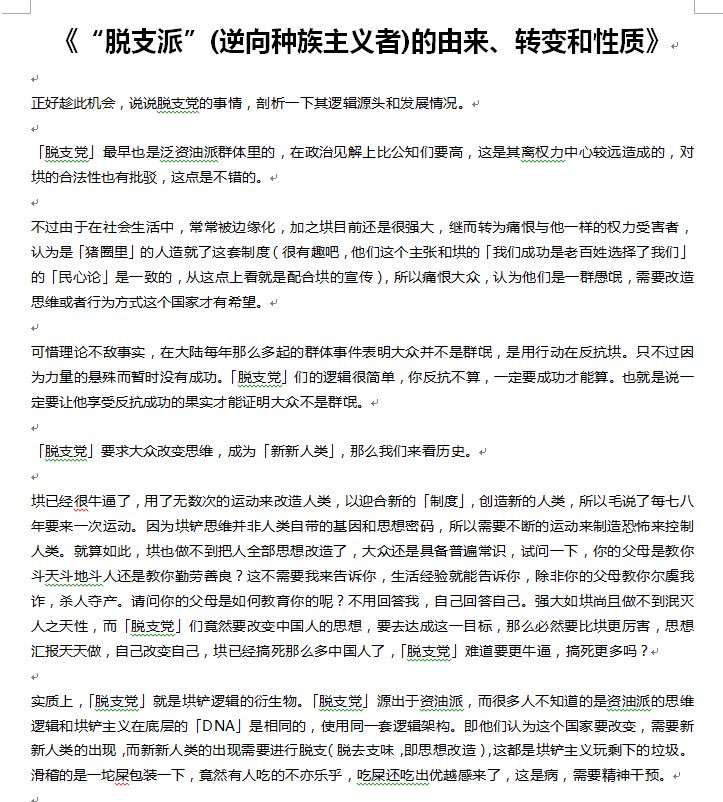 《“脱支派”(逆向种族主义者)的由来、转变和性质》
正好趁此机会，说说脱支党的事情，剖析一下其逻辑源头和发展情况。
「脱支党」最早也是泛资油派群体里的，在政治见解上比公知们要高，这是其离权力中心较远造成的，对
垬的合法性也有批驳，这点是不错的。
不过由于在社会生活中，常常被边缘化，加之垬目前还是很强大，继而转为痛恨与他一样的权力受害者，
认为是「猪圈里」的人造就了这套制度（很有趣吧，他们这个主张和垬的「我们成功是老百姓选择了我们」
的「民心论」是一致的，从这点上看就是配合垬的宣传），所以痛恨大众，认为他们是一群愚氓，需要改造
思维或者行为方式这个国家才有希望。
可惜理论不敌事实，在大陆每年那么多起的群体事件表明大众并不是群氓，是用行动在反抗垬。只不过因
为力量的悬殊而暂时没有成功。「脱支党」们的逻辑很简单，你反抗不算，一定要成功才能算。也就是说一
定要让他享受反抗成功的果实才能证明大众不是群氓。
「脱支党」要求大众改变思维，成为「新新人类」，那么我们来看历史。
垬已经很牛逼了，用了无数次的运动来改造人类，以迎合新的「制度」，创造新的人类，所以毛说了每七八
年要来一次运动。因为垬铲思维并非人类自带的基因和思想密码，所以需要不断的运动来制造恐怖来控制
人类。就算如此，垬也做不到把人全部思想改造了，大众还是具备普遍常识，试问一下，你的父母是教你
斗天斗地斗人还是教你勤劳善良？这不需要我来告诉你，生活经验就能告诉你，除非你的父母教你尔虞我
诈，杀人夺产。请问你的父母是如何教育你的呢？不用回答我，自己回答自己。强大如垬尚且做不到泯灭
人之天性，而「脱支党」们竟然要改变中国人的思想，要去达成这一目标，那么必然要比垬更厉害，思想
汇报天天做，自己改变自己，垬已经搞死那么多中国人了，「脱支党」难道要更牛逼，搞死更多吗？
实质上，「脱支党」就是垬铲逻辑的衍生物。「脱支党」源出于资油派，而很多人不知道的是资油派的思维
逻辑和垬铲主义在底层的「DNA」是相同的，使用同一套逻辑架构。即他们认为这个国家要改变，需要新
新人类的出现，而新新人类的出现需要进行脱支（脱去支味，即思想改造），这都是垬铲主义玩剩下的垃圾。
滑稽的是一坨屎包装一下，竟然有人吃的不亦乐乎，吃屎还吃出优越感来了，这是病，需要精神干预。